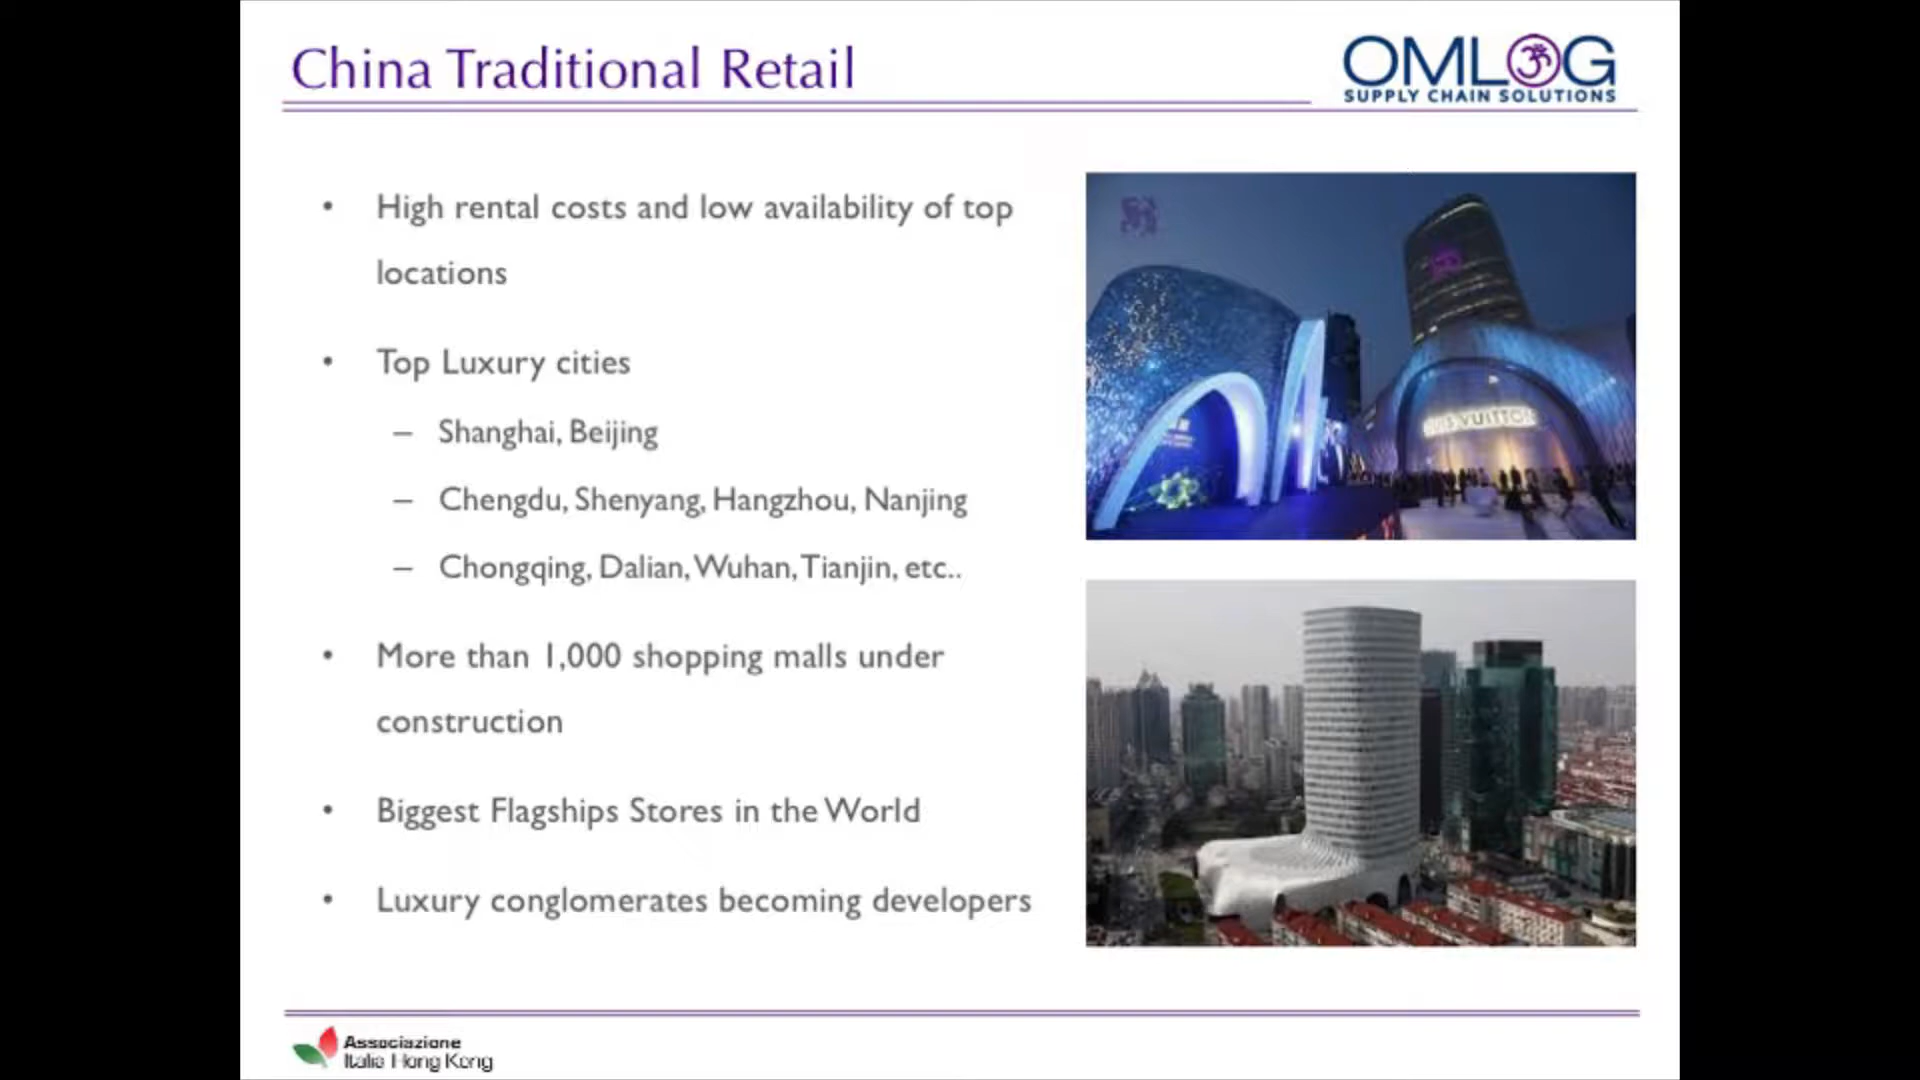 China Traditional Retail
OMLOG
SUPPLY CHAIN SOLUTIONS
• High rental costs and low availability of top
locations
• Top Luxury cities
– Shanghai, Beijing
– Chengdu, Shenyang, Hangzhou, Nanjing
– Chongqing, Dalian, Wuhan, Tianjin, etc..
• More than 1,000 shopping malls under
construction
• Biggest Flagships Stores in the World
• Luxury conglomerates becoming developers
VUITTON
Associazione
Italia Hong Kong